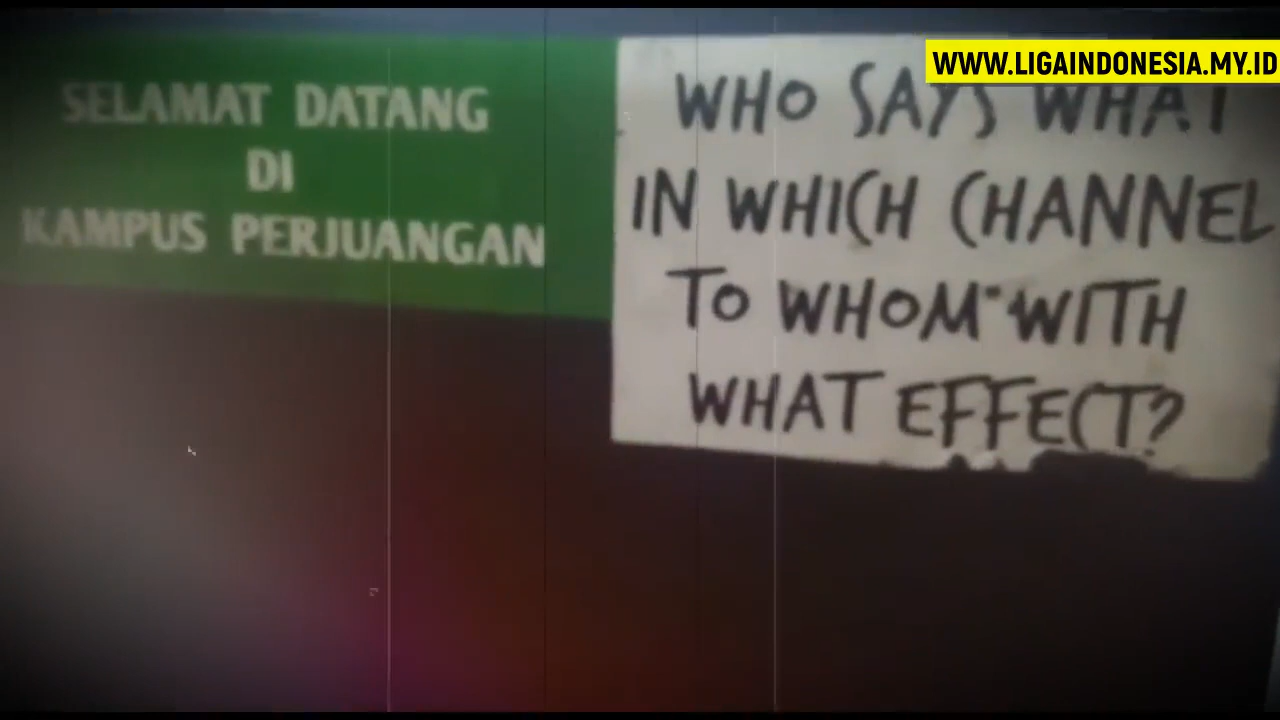 SELAMAT DATANG
DI
KAMPUS PERJUANGAN
WWW.LIGAINDONESIA.MY.ID
WHO SAYS WHAT
IN WHICH CHANNEL
TO WHOM WITH
WHAT EFFECT?